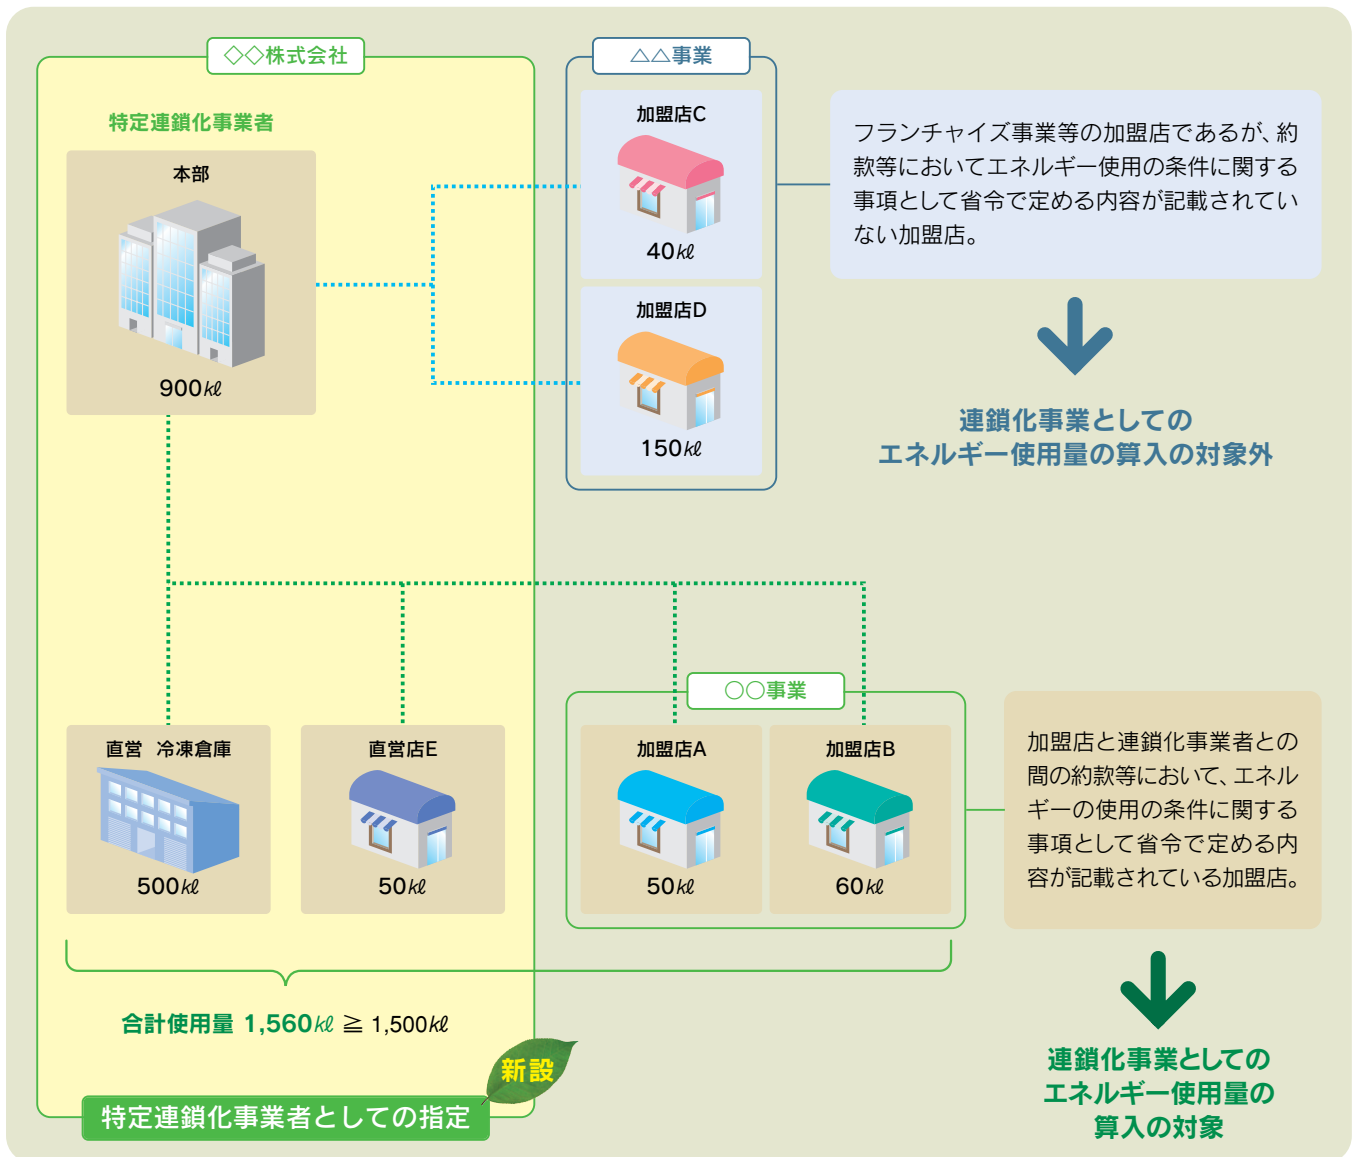 ◇◇株式会社
特定連鎖化事業者
本部
900kℓ
△△事業
加盟店C
40kℓ
加盟店D
150kℓ
フランチャイズ事業等の加盟店であるが、約
款等においてエネルギー使用の条件に関する
事項として省令で定める内容が記載されてい
ない加盟店。
連鎖化事業としての
エネルギー使用量の算入の対象外
直営 冷凍倉庫
500kℓ
直営店E
50kℓ
○○事業
加盟店A
50kℓ
加盟店B
60kℓ
加盟店と連鎖化事業者との
間の約款等において、エネル
ギーの使用の条件に関する
事項として省令で定める内
容が記載されている加盟店。
合計使用量 1,560kℓ ≧ 1,500kℓ
新設
特定連鎖化事業者としての指定
連鎖化事業としての
エネルギー使用量の
算入の対象